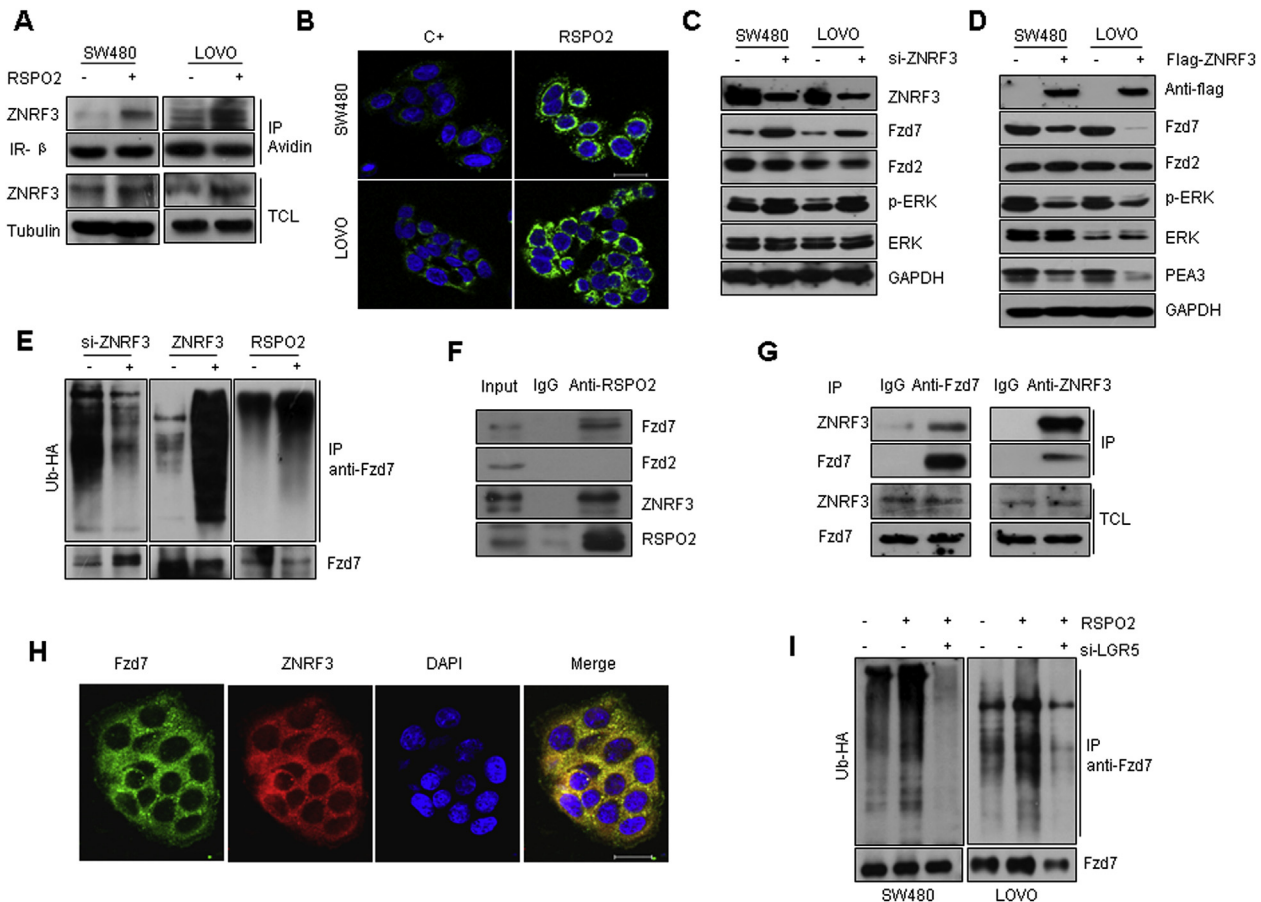 A
SW480 LOVO
RSPO2 - + - +
ZNRF3
IR- β
IP
Avidin
ZNRF3
Tubulin
TCL
B
C+ RSPO2
SW480
LOVO
C
SW480 LOVO
- + - + si-ZNRF3
ZNRF3
Fzd7
Fzd2
p-ERK
ERK
GAPDH
D
SW480 LOVO
- + - + Flag-ZNRF3
Anti-flag
Fzd7
Fzd2
p-ERK
ERK
PEA3
GAPDH
E
si-ZNRF3 ZNRF3 RSPO2
- + - + - +
Ub-HA
IP
anti-Fzd7
Fzd7
F
Input IgG Anti-RSPO2
Fzd7
Fzd2
ZNRF3
RSPO2
G
IP IgG Anti-Fzd7 IgG Anti-ZNRF3
ZNRF3
Fzd7
IP
ZNRF3
Fzd7
TCL
H
Fzd7 ZNRF3 DAPI Merge
I
- + + - + + RSPO2
- - + - - + si-LGR5
Ub-HA
IP
anti-Fzd7
Fzd7
SW480 LOVO